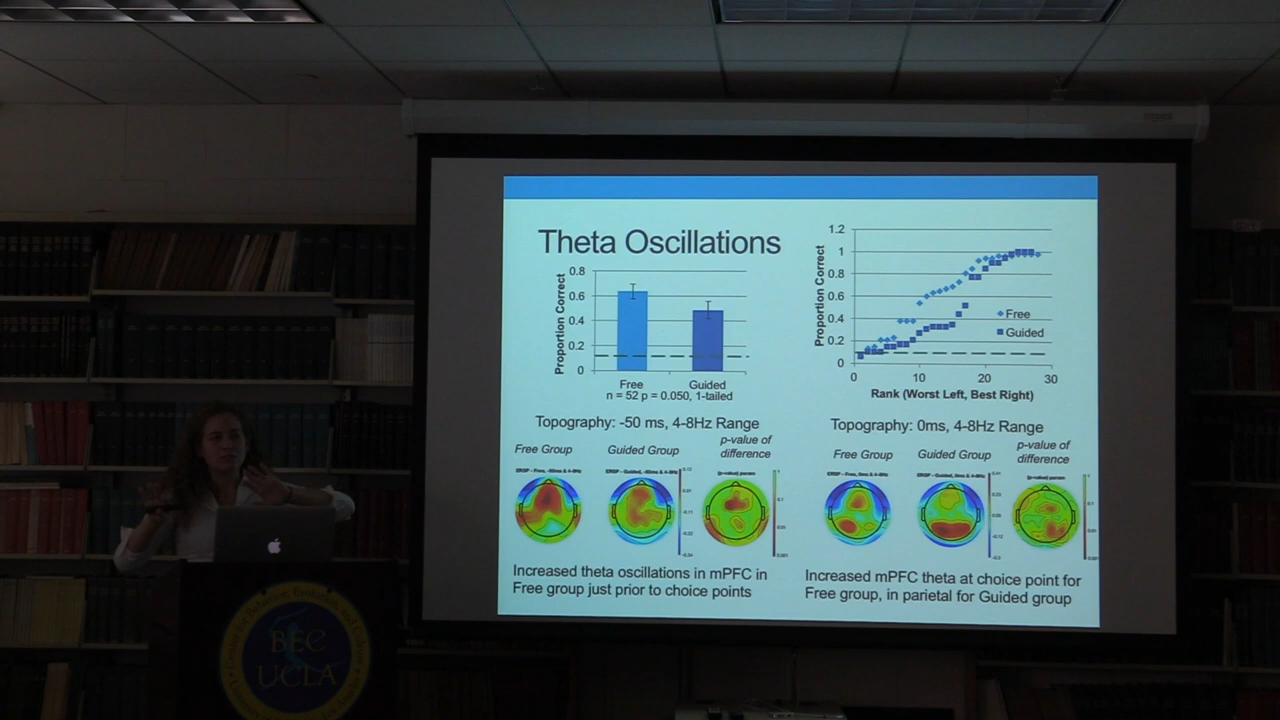 Theta Oscillations
Proportion Correct
0.8
0.6
0.4
0.2
0
Free
Guided
n = 52 p = 0.050, 1-tailed
Proportion Correct
1.2
1
0.8
0.6
0.4
0.2
0
Free
Guided
0
10
20
30
Rank (Worst Left, Best Right)
Topography: -50 ms, 4-8Hz Range
Free Group
Guided Group
p-value of
difference
Increased theta oscillations in mPFC in
Free group just prior to choice points
Topography: 0ms, 4-8Hz Range
Free Group
Guided Group
p-value of
difference
Increased mPFC theta at choice point for
Free group, in parietal for Guided group
BEC
UCLA